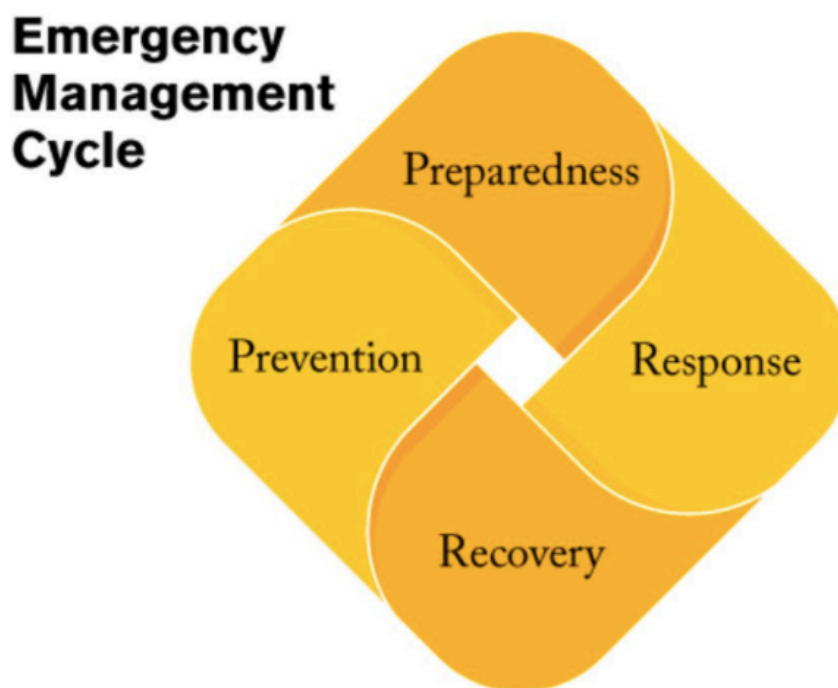 Emergency
Management
Cycle
Preparedness
Prevention
Response
Recovery